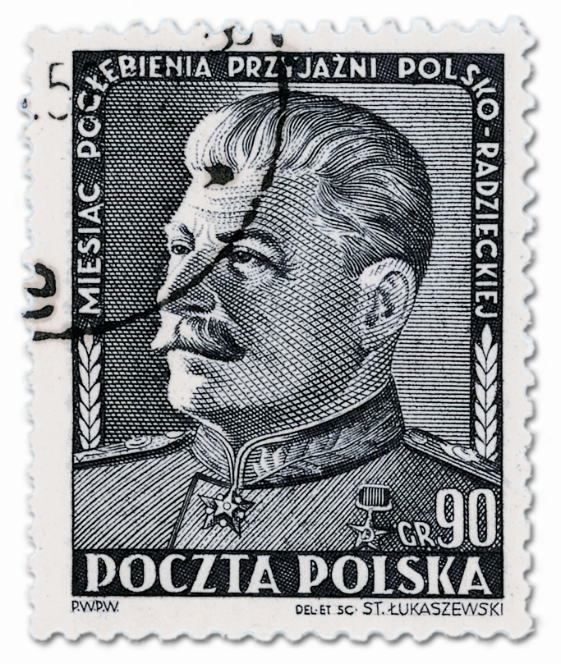 MIESIĄC POGŁĘBIENIA PRZYJAŹNI POLSKO-RADZIECKIEJ
GR 90
POCZTA POLSKA
P.W.P.W. DEL·ET SC· ST. ŁUKASZEWSKI